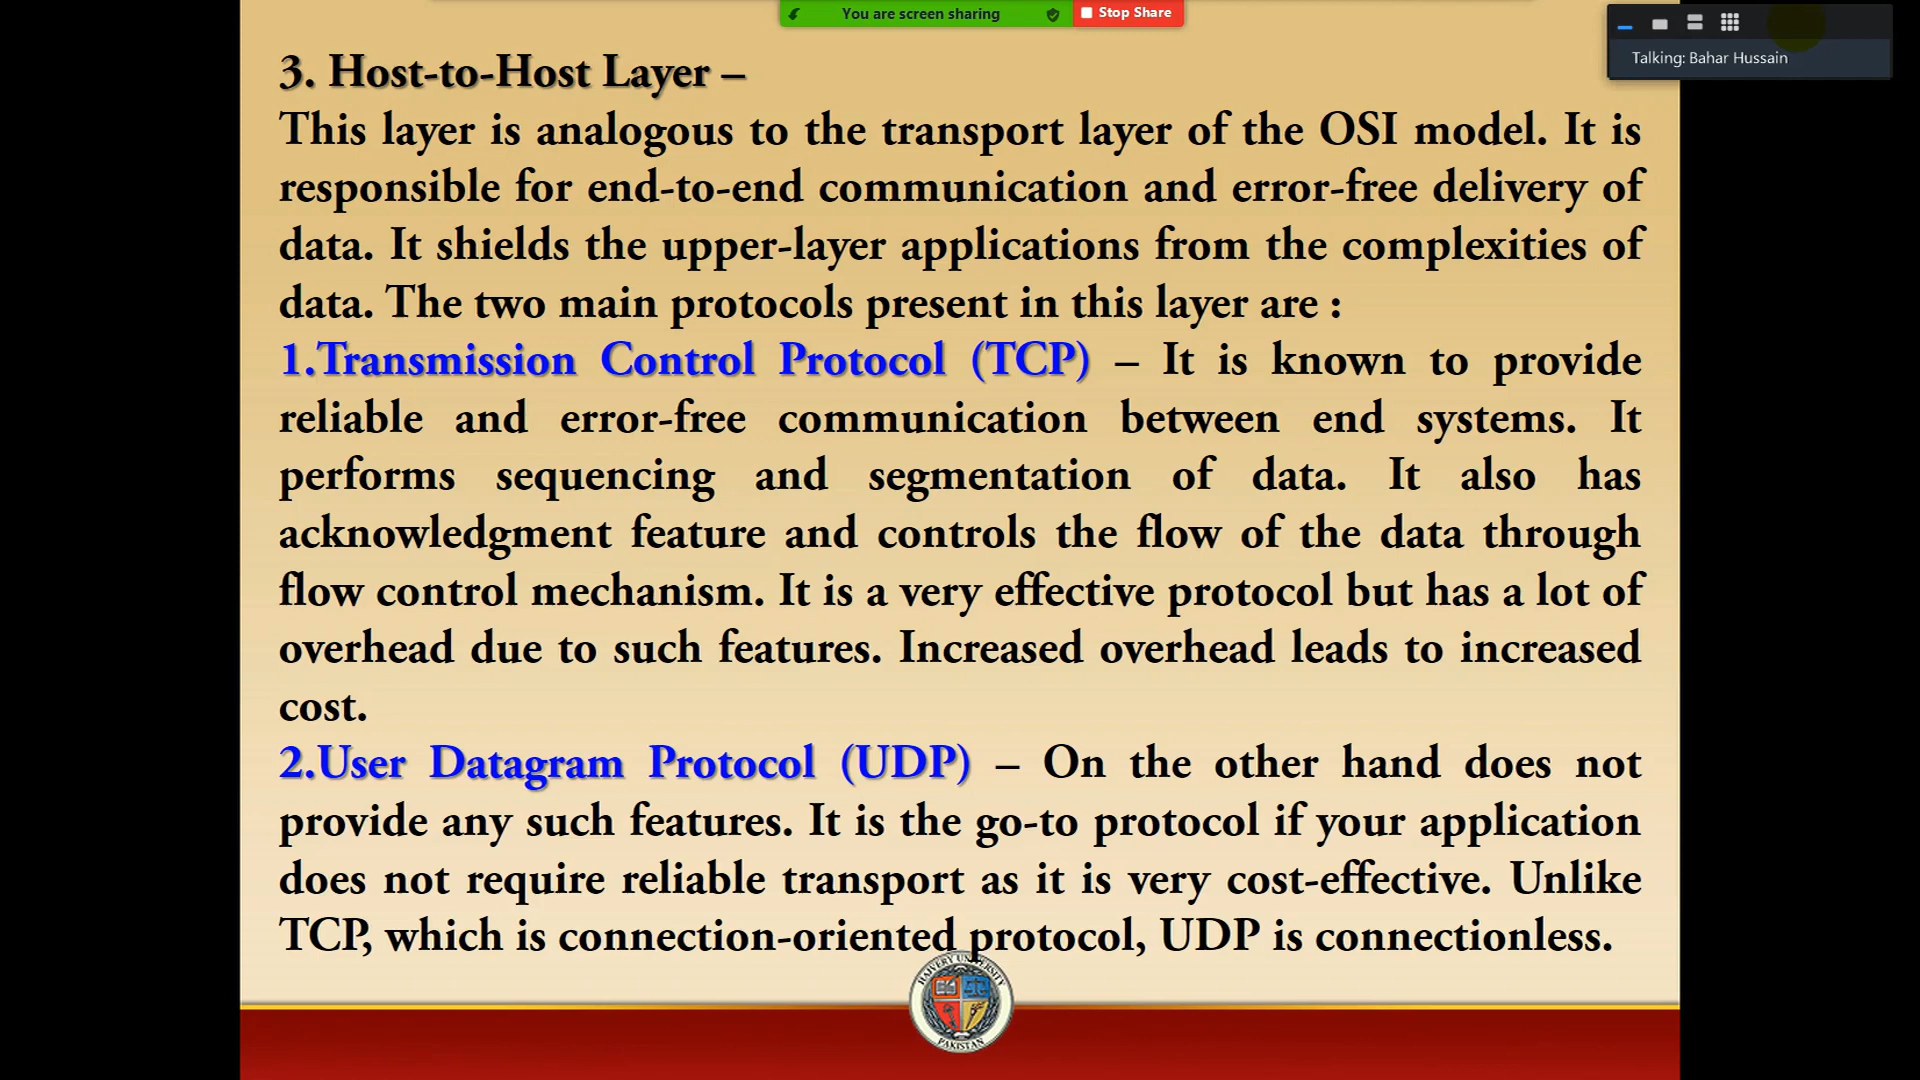 You are screen sharing
Stop Share
Talking: Bahar Hussain
3. Host-to-Host Layer –
This layer is analogous to the transport layer of the OSI model. It is
responsible for end-to-end communication and error-free delivery of
data. It shields the upper-layer applications from the complexities of
data. The two main protocols present in this layer are :
1.Transmission Control Protocol (TCP) – It is known to provide
reliable and error-free communication between end systems. It
performs sequencing and segmentation of data. It also has
acknowledgment feature and controls the flow of the data through
flow control mechanism. It is a very effective protocol but has a lot of
overhead due to such features. Increased overhead leads to increased
cost.
2.User Datagram Protocol (UDP) – On the other hand does not
provide any such features. It is the go-to protocol if your application
does not require reliable transport as it is very cost-effective. Unlike
TCP, which is connection-oriented protocol, UDP is connectionless.
PAKISTAN